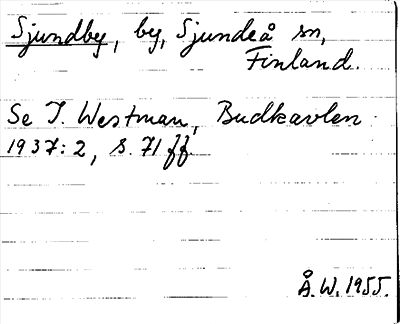 Sjundby, by, Sjundeå sn,
Finland.
Se I. Westman, Budkavlen
1937:2, s. 71 ff.
Å. W. 1955.